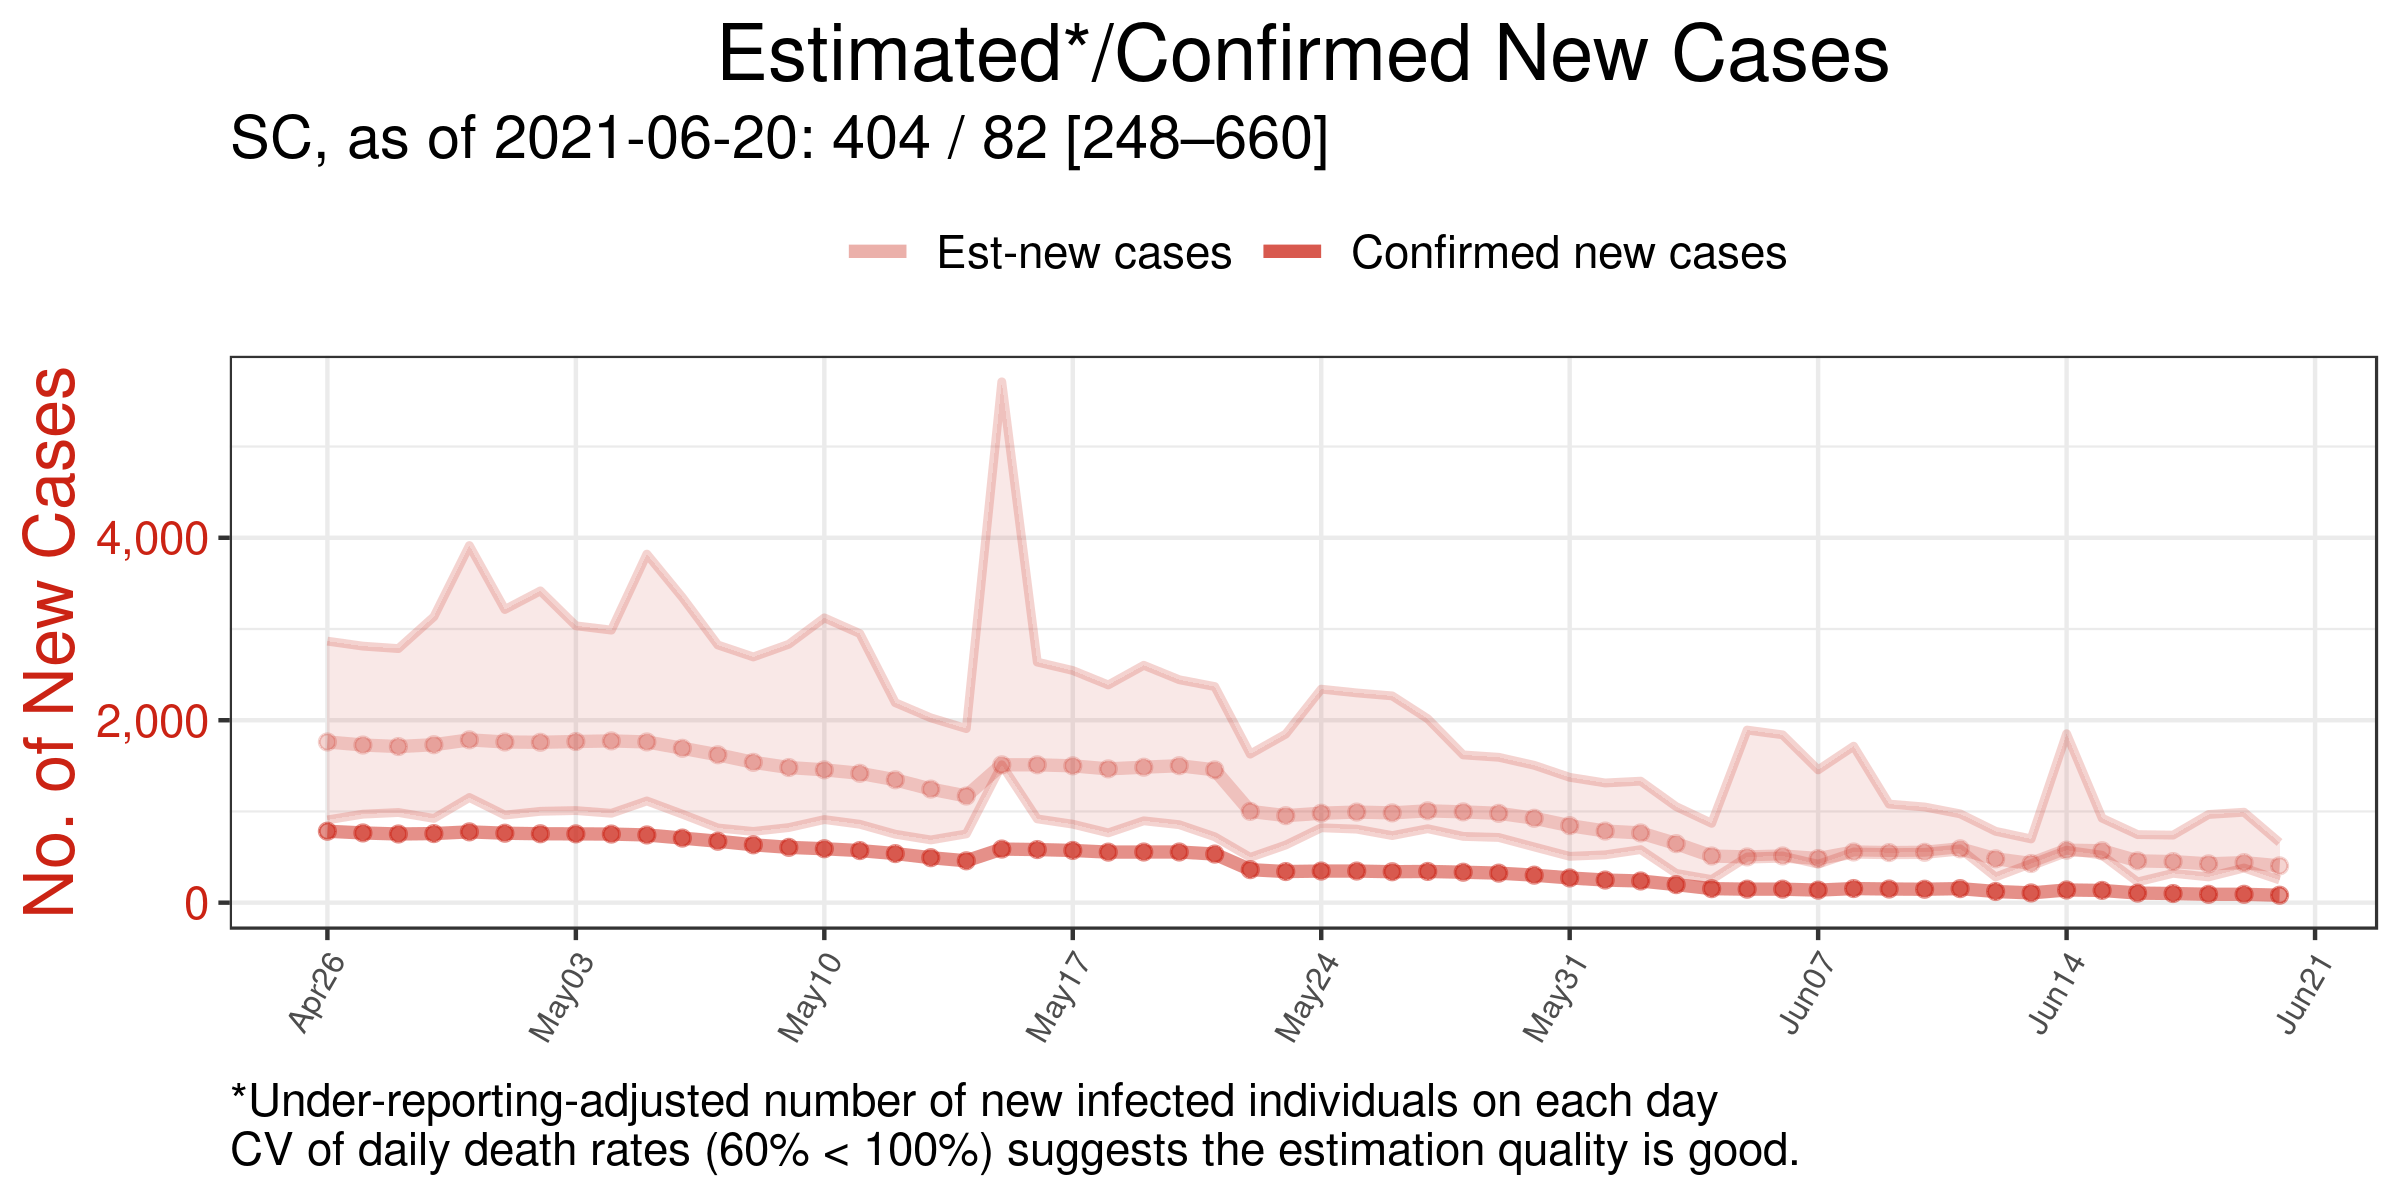 Estimated*/Confirmed New Cases
SC, as of 2021-06-20: 404 / 82 [248–660]
Est-new cases
Confirmed new cases
No. of New Cases
4,000
2,000
0
Apr26
May03
May10
May17
May24
May31
Jun07
Jun14
Jun21
*Under-reporting-adjusted number of new infected individuals on each day
CV of daily death rates (60% < 100%) suggests the estimation quality is good.